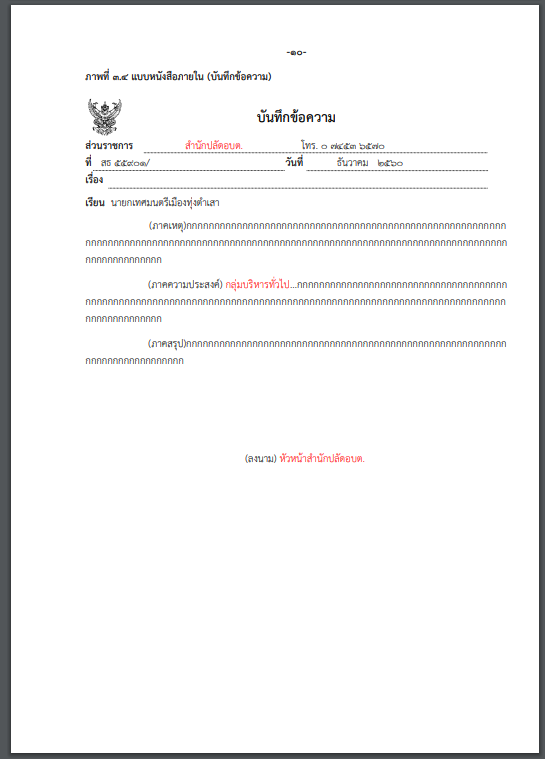 -๑๐-
ภาพที่ ๓.๔ แบบหนังสือภายใน (บันทึกข้อความ)
บันทึกข้อความ
ส่วนราชการ สำนักปลัดอบต. โทร. ๐ ๗๔๕๓ ๖๕๗๐
ที่ สธ ๕๕๙๐๑/ วันที่ ธันวาคม ๒๕๖๐
เรื่อง
เรียน นายกเทศมนตรีเมืองทุ่งตำเสา
(ภาคเหตุ)กกกกกกกกกกกกกกกกกกกกกกกกกกกกกกกกกกกกกกกกกกกกกกกกกกกกกกกกกก
กกกกกกกกกกกกกกกกกกกกกกกกกกกกกกกกกกกกกกกกกกกกกกกกกกกกกกกกกกกกกกกกกกกกกกกกกกกก
กกกกกกกกกกกกกก
(ภาคความประสงค์) กลุ่มบริหารทั่วไป...กกกกกกกกกกกกกกกกกกกกกกกกกกกกกกกกกกกกกก
กกกกกกกกกกกกกกกกกกกกกกกกกกกกกกกกกกกกกกกกกกกกกกกกกกกกกกกกกกกกกกกกกกกกกกกกกกกก
กกกกกกกกกกกกกก
(ภาคสรุป)กกกกกกกกกกกกกกกกกกกกกกกกกกกกกกกกกกกกกกกกกกกกกกกกกกกกกกกกกก
กกกกกกกกกกกกกกกกกก
(ลงนาม) หัวหน้าสำนักปลัดอบต.